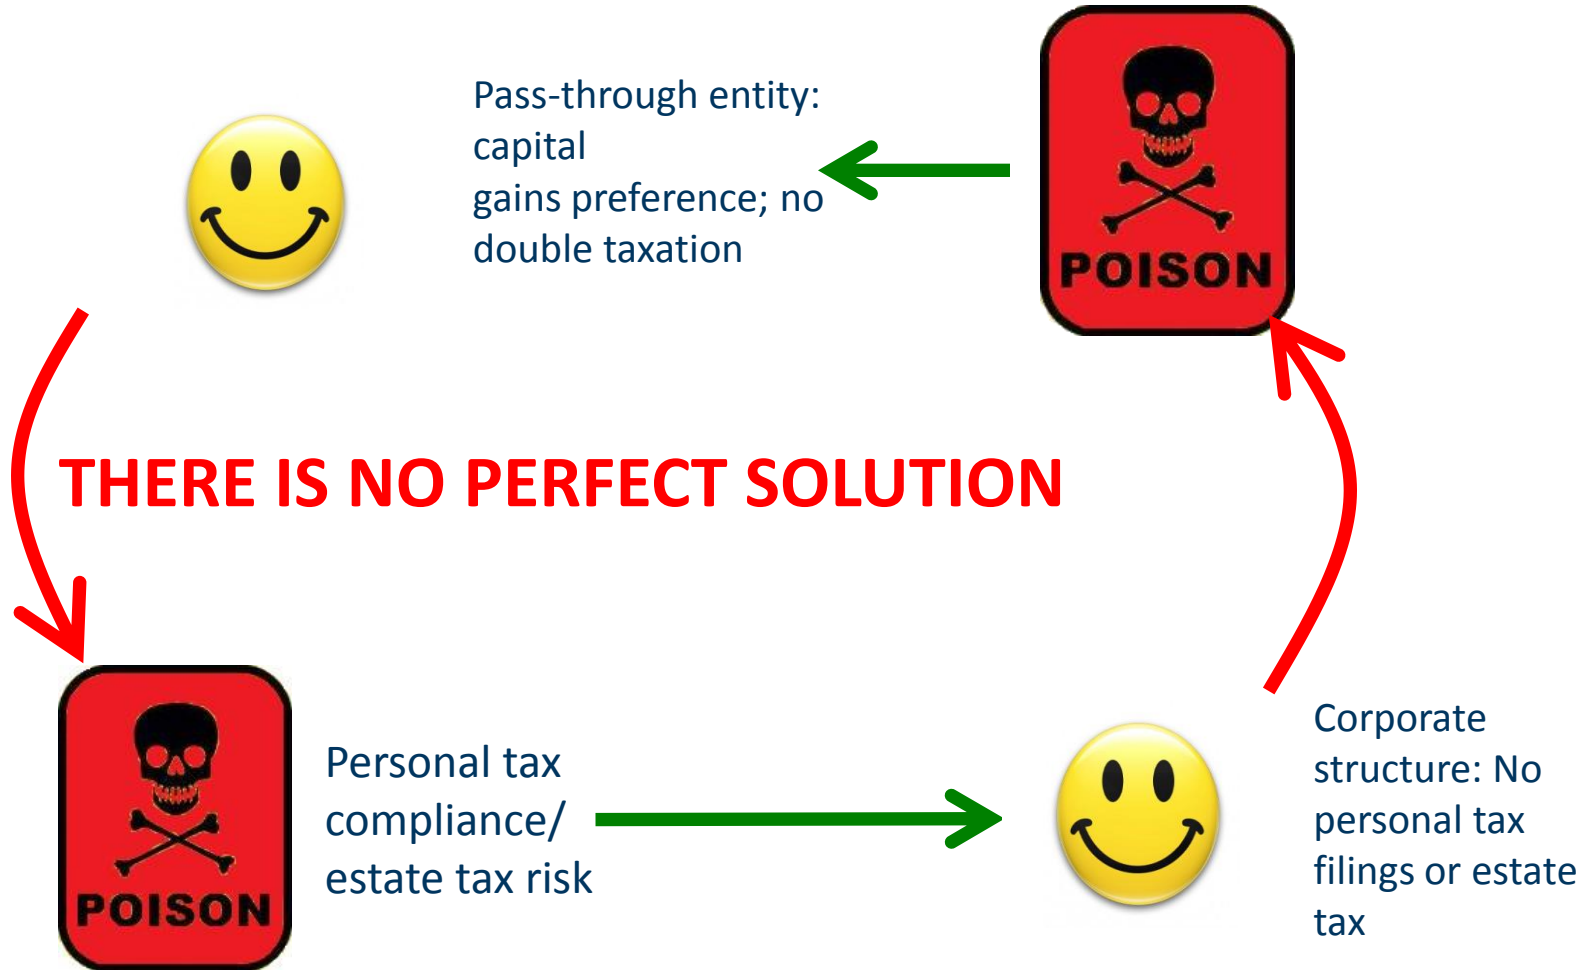 Pass-through entity:
capital
gains preference; no
double taxation
POISON
THERE IS NO PERFECT SOLUTION
POISON
Personal tax
compliance/
estate tax risk
Corporate
structure: No
personal tax
filings or estate
tax